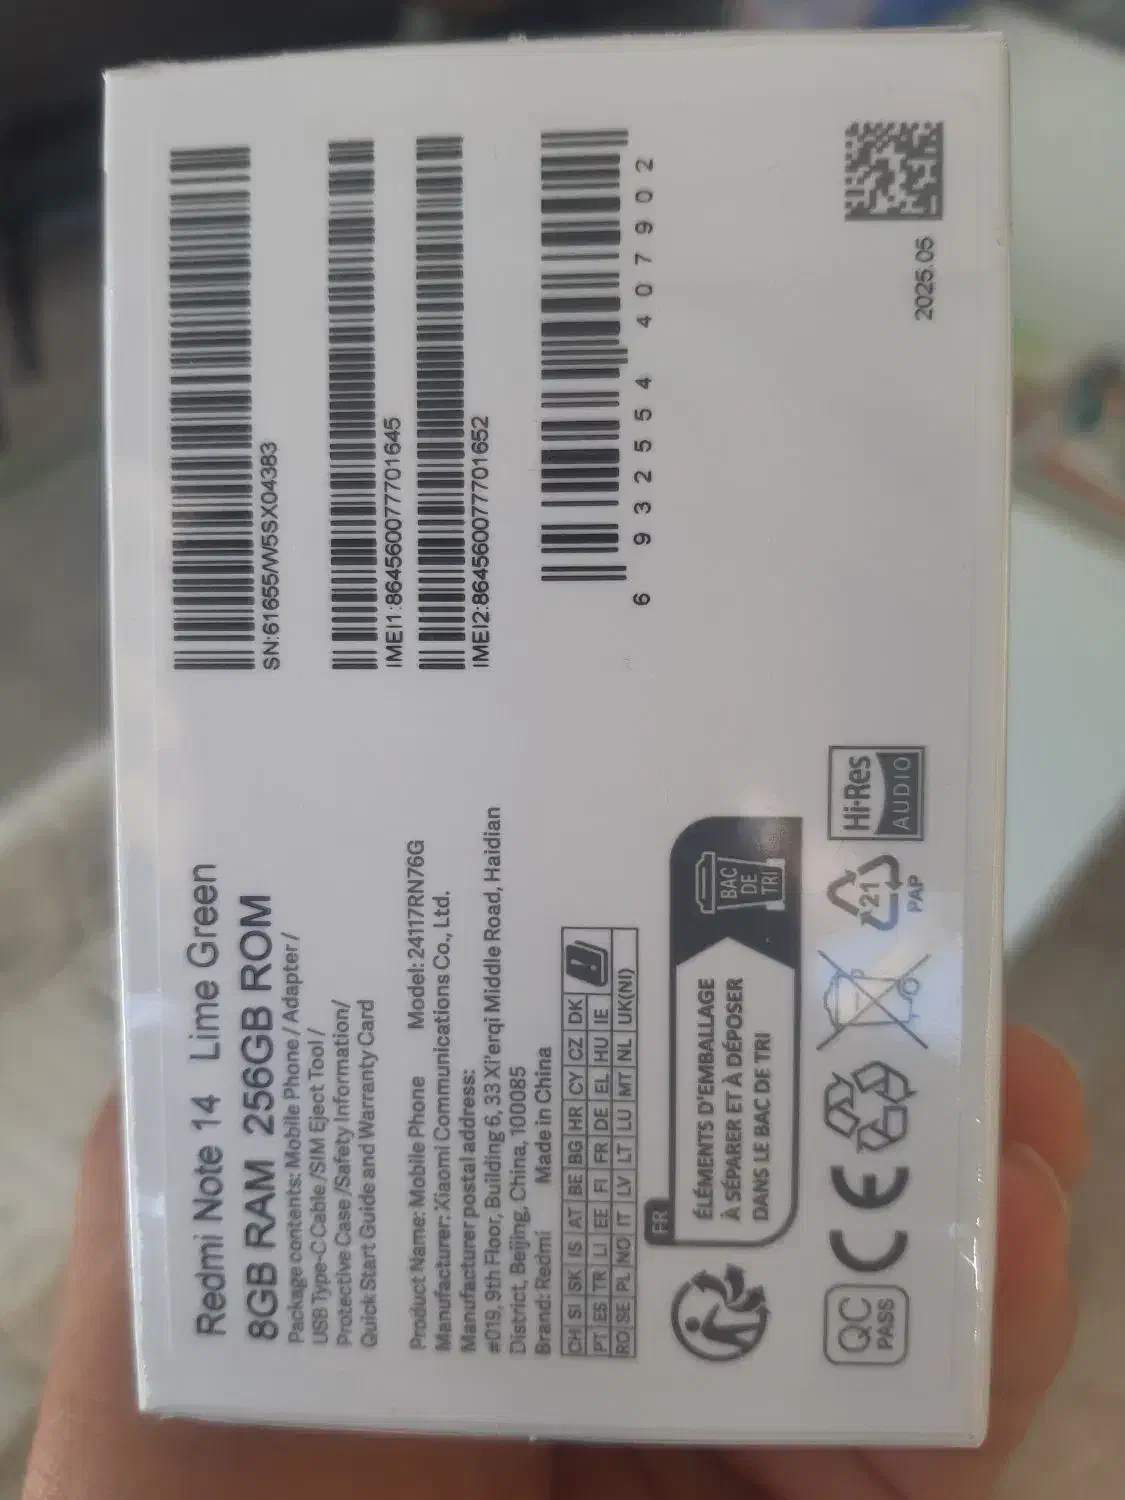 Redmi Note 14 Lime Green
8GB RAM 256GB ROM
Package contents: Mobile Phone / Adapter /
USB Type-C Cable /SIM Eject Tool /
Protective Case /Safety Information/
Quick Start Guide and Warranty Card
Product Name: Mobile Phone Model: 24117RN76G
Manufacturer: Xiaomi Communications Co., Ltd.
Manufacturer postal address:
#019, 9th Floor, Building 6, 33 Xi'erqi Middle Road, Haidian
District, Beijing, China, 100085
Brand: Redmi Made in China
CH SI SK IS AT BE BG HR CY CZ DK
PT ES TR LI EE FI FR DE EL HU IE
RO SE PL NO IT LV LT LU MT NL UK(NI)
FR
ÉLÉMENTS D'EMBALLAGE
À SÉPARER ET À DÉPOSER
DANS LE BAC DE TRI
BAC
DE
TRI
QC
PASS
CE
21
PAP
Hi-Res
AUDIO
SN:61655/W5SX04383
IMEI1:864560077701645
IMEI2:864560077701652
6 932554 407902
2025.05